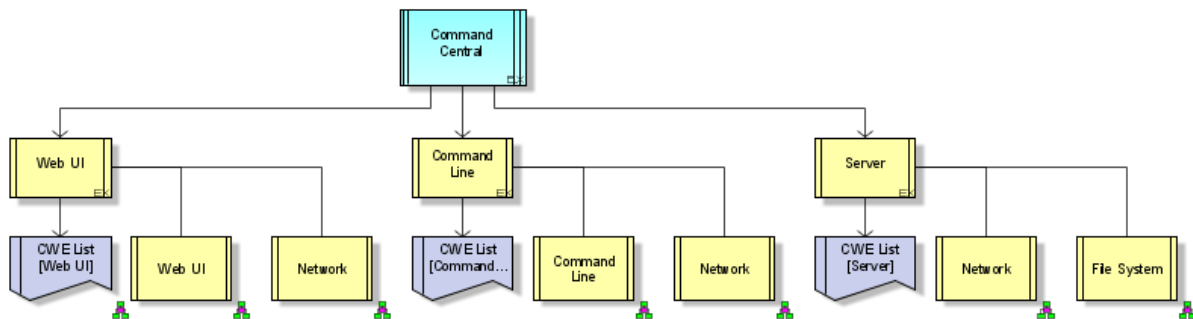 Command
Central
EX
Web UI
EX
Command
Line
EX
Server
EX
CWE List
[Web UI]
Web UI
Network
CWE List
[Command...
Command
Line
Network
CWE List
[Server]
Network
File System